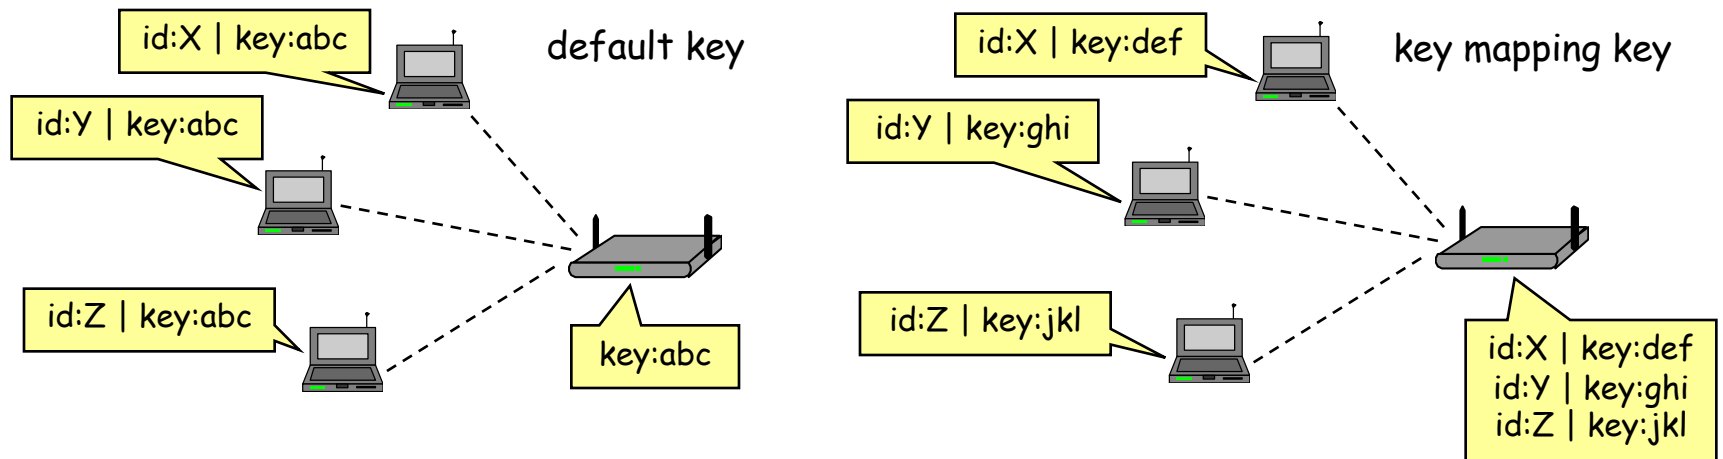 default key
id:X | key:abc
id:Y | key:abc
id:Z | key:abc
key:abc
key mapping key
id:X | key:def
id:Y | key:ghi
id:Z | key:jkl
id:X | key:def
id:Y | key:ghi
id:Z | key:jkl